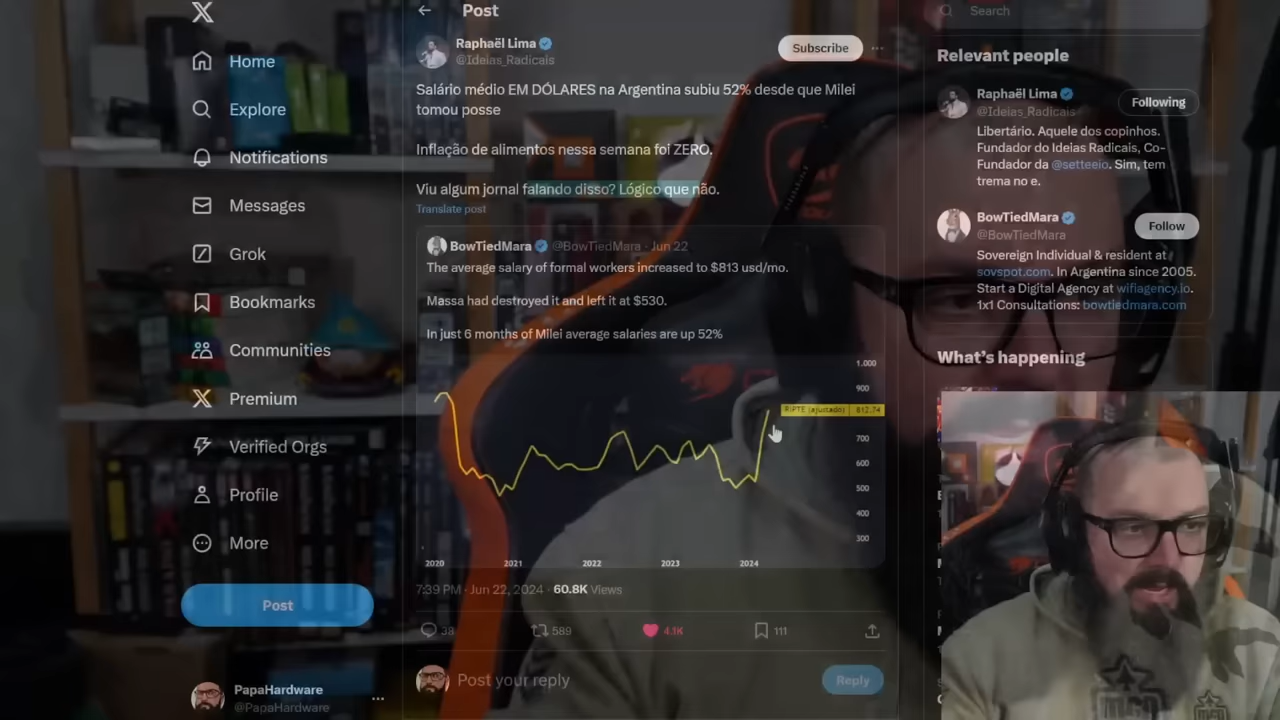 Home
Explore
Notifications
Messages
Grok
Bookmarks
Communities
Premium
Verified Orgs
Profile
More
Post
PapaHardware
@PapaHardware
Post
Raphaël Lima
@Ideias_Radicais
Subscribe
Salário médio EM DÓLARES na Argentina subiu 52% desde que Milei
tomou posse
Inflação de alimentos nessa semana foi ZERO.
Viu algum jornal falando disso? Lógico que não.
Translate post
BowTiedMara @BowTiedMara · Jun 22
The average salary of formal workers increased to $813 usd/mo.
Massa had destroyed it and left it at $530.
In just 6 months of Milei average salaries are up 52%
1.000
900
RIPTE (ajustado) 812,74
700
600
500
400
300
2020 2021 2022 2023 2024
7:39 PM · Jun 22, 2024 · 60.8K Views
38 589 4.1K 111
Post your reply
Reply
Search
Relevant people
Raphaël Lima
@Ideias_Radicais
Following
Libertário. Aquele dos copinhos.
Fundador do Ideias Radicais, Co-
Fundador da @setteeio. Sim, tem
trema no e.
BowTiedMara
@BowTiedMara
Follow
Sovereign Individual & resident at
sovspot.com. In Argentina since 2005.
Start a Digital Agency at wifiagency.io.
1x1 Consultations: bowtiedmara.com
What's happening